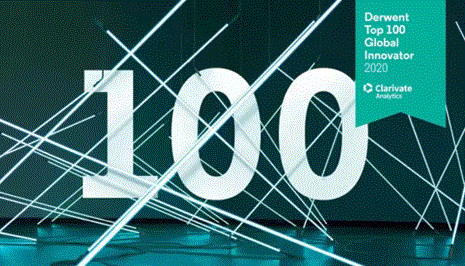 100
Derwent
Top 100
Global
Innovator
2020
Clarivate
Analytics